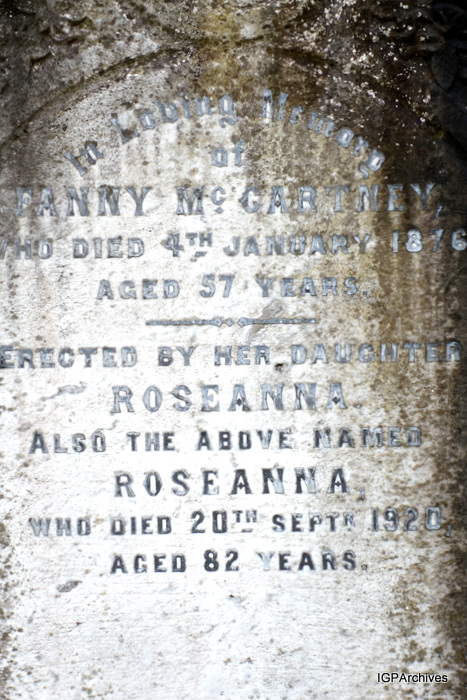 In Loving Memory
of
FANNY McCARTNEY,
WHO DIED 4TH JANUARY 1876
AGED 57 YEARS.
ERECTED BY HER DAUGHTER
ROSEANNA.
ALSO THE ABOVE NAMED
ROSEANNA,
WHO DIED 20TH SEPTR 1920,
AGED 82 YEARS.
IGPArchives